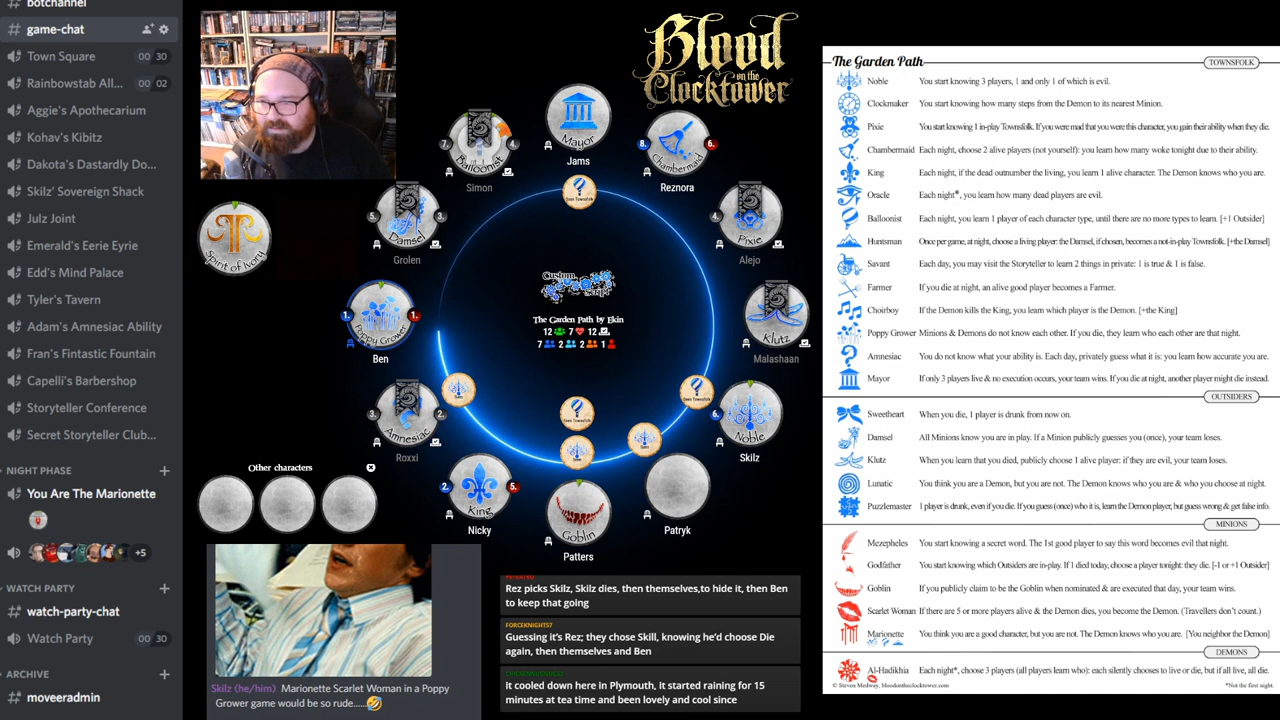 botchannel
game-chat
Town Square
00 30
Watch All...
00 02
Aggie's Apothecarium
Kohav's Kibitz
Dakota's Dastardly Do...
Skilz' Sovereign Shack
Julz Joint
Emerald's Eerie Eyrie
Edd's Mind Palace
Tyler's Tavern
Adam's Amnesiac Ability
Fran's Fintastic Fountain
Capelli's Barbershop
Storyteller Conference
Secret Storyteller Club...
NIGHT PHASE
You Are The Marionette
+5
WATCH PARTY
watch-party-chat
Watch Party
00 30
ARCHIVE
moveradmin
Blood
on the
Clocktower
Spirit of Ivory
Mayor
Jams
Balloonist
7.
4.
Simon
Chambermaid
8.
6.
Reznora
Damsel
5.
3.
Grolen
Pixie
4.
Alejo
Poppy Grower
1.
1.
Ben
Klutz
Malashaan
Amnesiac
3.
2.
Roxxi
Noble
6.
Skilz
King
2.
5.
Nicky
Goblin
Patters
Patryk
Seen Townsfolk
Seen Townsfolk
Seen Townsfolk
Seen
Seen
Seen
Custom
Script
The Garden Path by Ekin
12 7 12
7 2 2 1
Other characters
Skilz (he/him) Marionette Scarlet Woman in a Poppy
Grower game would be so rude.....🤣
Rez picks Skilz, Skilz dies, then themselves,to hide it, then Ben
to keep that going
FORCEKNIGHT57
Guessing it's Rez; they chose Skill, knowing he'd choose Die
again, then themselves and Ben
it cooled down here in Plymouth, it started raining for 15
minutes at tea time and been lovely and cool since
The Garden Path
TOWNSFOLK
Noble You start knowing 3 players, 1 and only 1 of which is evil.
Clockmaker You start knowing how many steps from the Demon to its nearest Minion.
Pixie You start knowing 1 in-play Townsfolk. If you were mad that you were this character, you gain their ability when they die.
Chambermaid Each night, choose 2 alive players (not yourself): you learn how many woke tonight due to their ability.
King Each night, if the dead outnumber the living, you learn 1 alive character. The Demon knows who you are.
Oracle Each night*, you learn how many dead players are evil.
Balloonist Each night, you learn 1 player of each character type, until there are no more types to learn. [+1 Outsider]
Huntsman Once per game, at night, choose a living player: the Damsel, if chosen, becomes a not-in-play Townsfolk. [+the Damsel]
Savant Each day, you may visit the Storyteller to learn 2 things in private: 1 is true & 1 is false.
Farmer If you die at night, an alive good player becomes a Farmer.
Choirboy If the Demon kills the King, you learn which player is the Demon. [+the King]
Poppy Grower Minions & Demons do not know each other. If you die, they learn who each other are that night.
Amnesiac You do not know what your ability is. Each day, privately guess what it is: you learn how accurate you are.
Mayor If only 3 players live & no execution occurs, your team wins. If you die at night, another player might die instead.
OUTSIDERS
Sweetheart When you die, 1 player is drunk from now on.
Damsel All Minions know you are in play. If a Minion publicly guesses you (once), your team loses.
Klutz When you learn that you died, publicly choose 1 alive player: if they are evil, your team loses.
Lunatic You think you are a Demon, but you are not. The Demon knows who you are & who you choose at night.
Puzzlemaster 1 player is drunk, even if you die. If you guess (once) who it is, learn the Demon player, but guess wrong & get false info.
MINIONS
Mezepheles You start knowing a secret word. The 1st good player to say this word becomes evil that night.
Godfather You start knowing which Outsiders are in-play. If 1 died today, choose a player tonight: they die. [-1 or +1 Outsider]
Goblin If you publicly claim to be the Goblin when nominated & are executed that day, your team wins.
Scarlet Woman If there are 5 or more players alive & the Demon dies, you become the Demon. (Travellers don't count.)
Marionette You think you are a good character, but you are not. The Demon knows who you are. [You neighbor the Demon]
DEMONS
Al-Hadikhia Each night*, choose 3 players (all players learn who): each silently chooses to live or die, but if all live, all die.
© Steven Medway, bloodontheclocktower.com
*Not the first night.